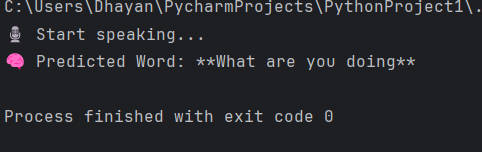 C:\Users\Dhayan\PycharmProjects\PythonProject1\.
🎙️ Start speaking...
🧠 Predicted Word: **What are you doing**
Process finished with exit code 0